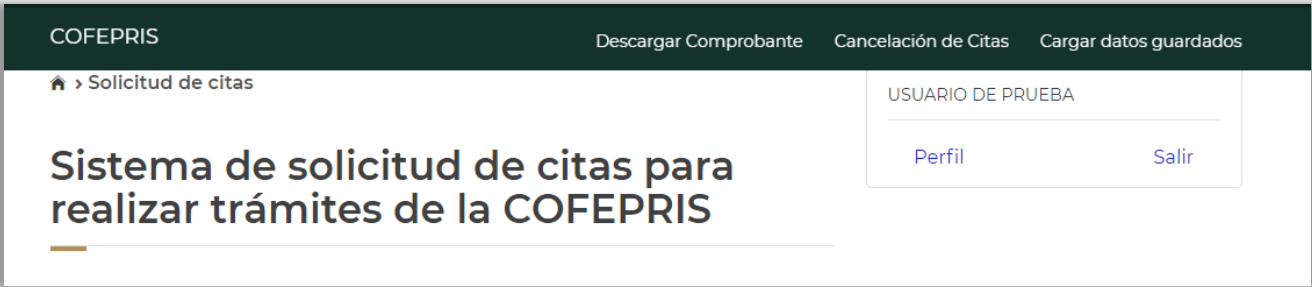 COFEPRIS
Descargar Comprobante Cancelación de Citas Cargar datos guardados
> Solicitud de citas
USUARIO DE PRUEBA
Perfil Salir
Sistema de solicitud de citas para
realizar trámites de la COFEPRIS